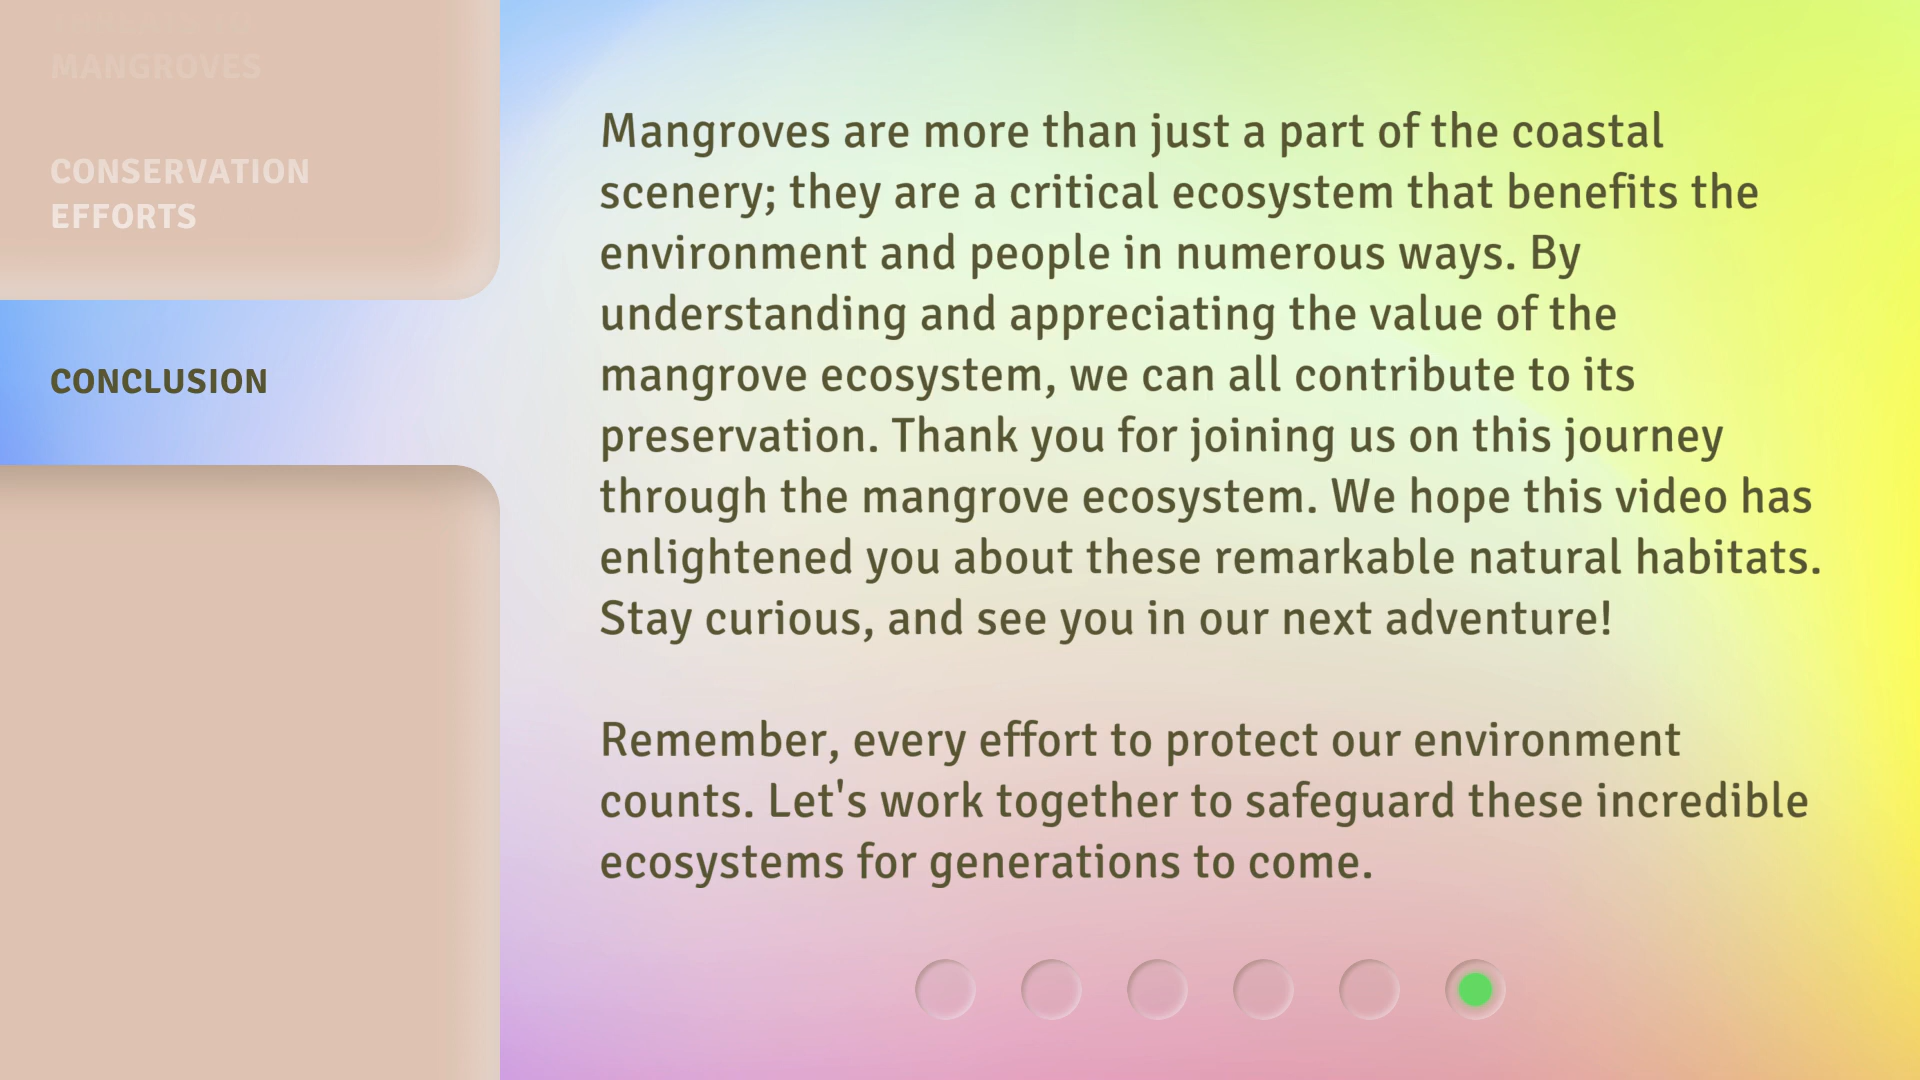 MANGROVES
CONSERVATION
EFFORTS
CONCLUSION
Mangroves are more than just a part of the coastal
scenery; they are a critical ecosystem that benefits the
environment and people in numerous ways. By
understanding and appreciating the value of the
mangrove ecosystem, we can all contribute to its
preservation. Thank you for joining us on this journey
through the mangrove ecosystem. We hope this video has
enlightened you about these remarkable natural habitats.
Stay curious, and see you in our next adventure!
Remember, every effort to protect our environment
counts. Let's work together to safeguard these incredible
ecosystems for generations to come.